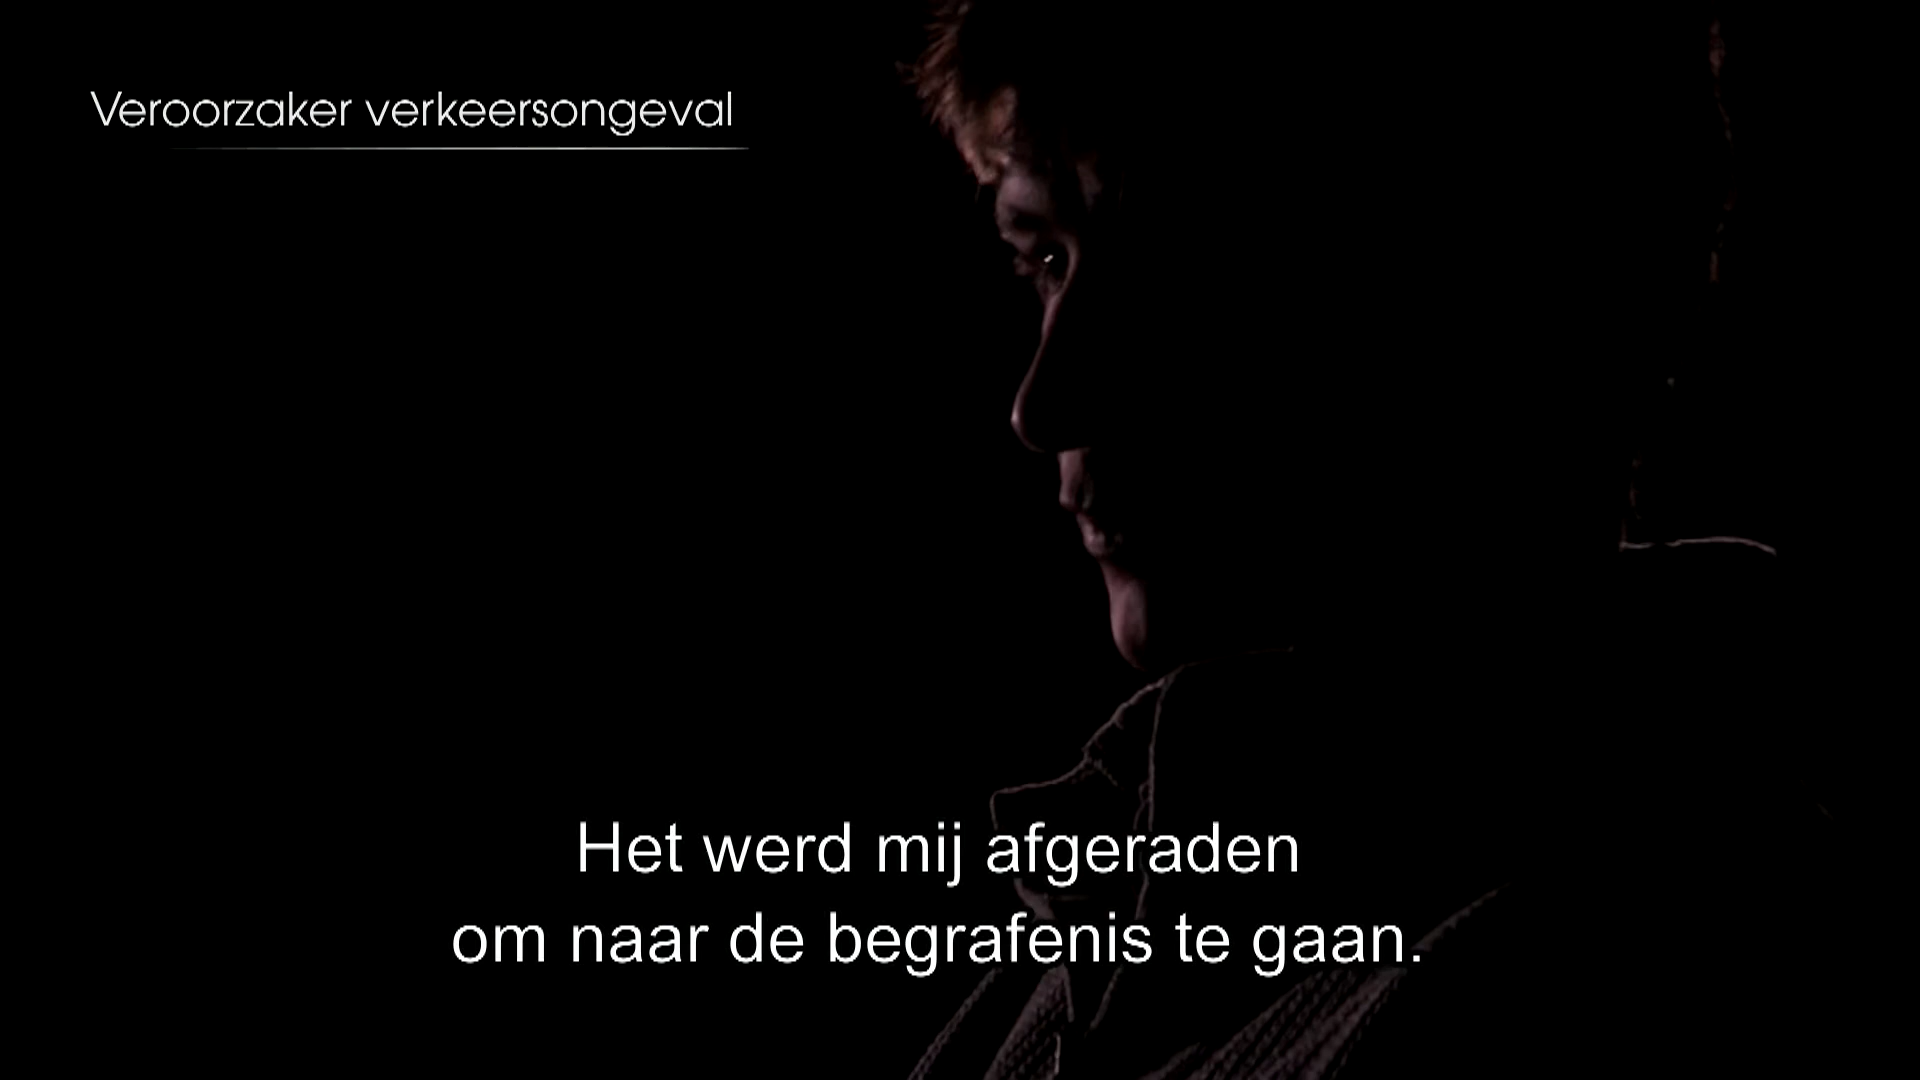 Veroorzaker verkeersongeval
Het werd mij afgeraden
om naar de begrafenis te gaan.